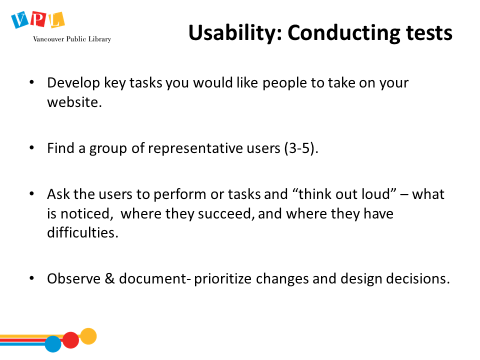 VPL
Vancouver Public Library
Usability: Conducting tests
• Develop key tasks you would like people to take on your
website.
• Find a group of representative users (3-5).
• Ask the users to perform or tasks and “think out loud” – what
is noticed,  where they succeed, and where they have
difficulties.
• Observe & document- prioritize changes and design decisions.